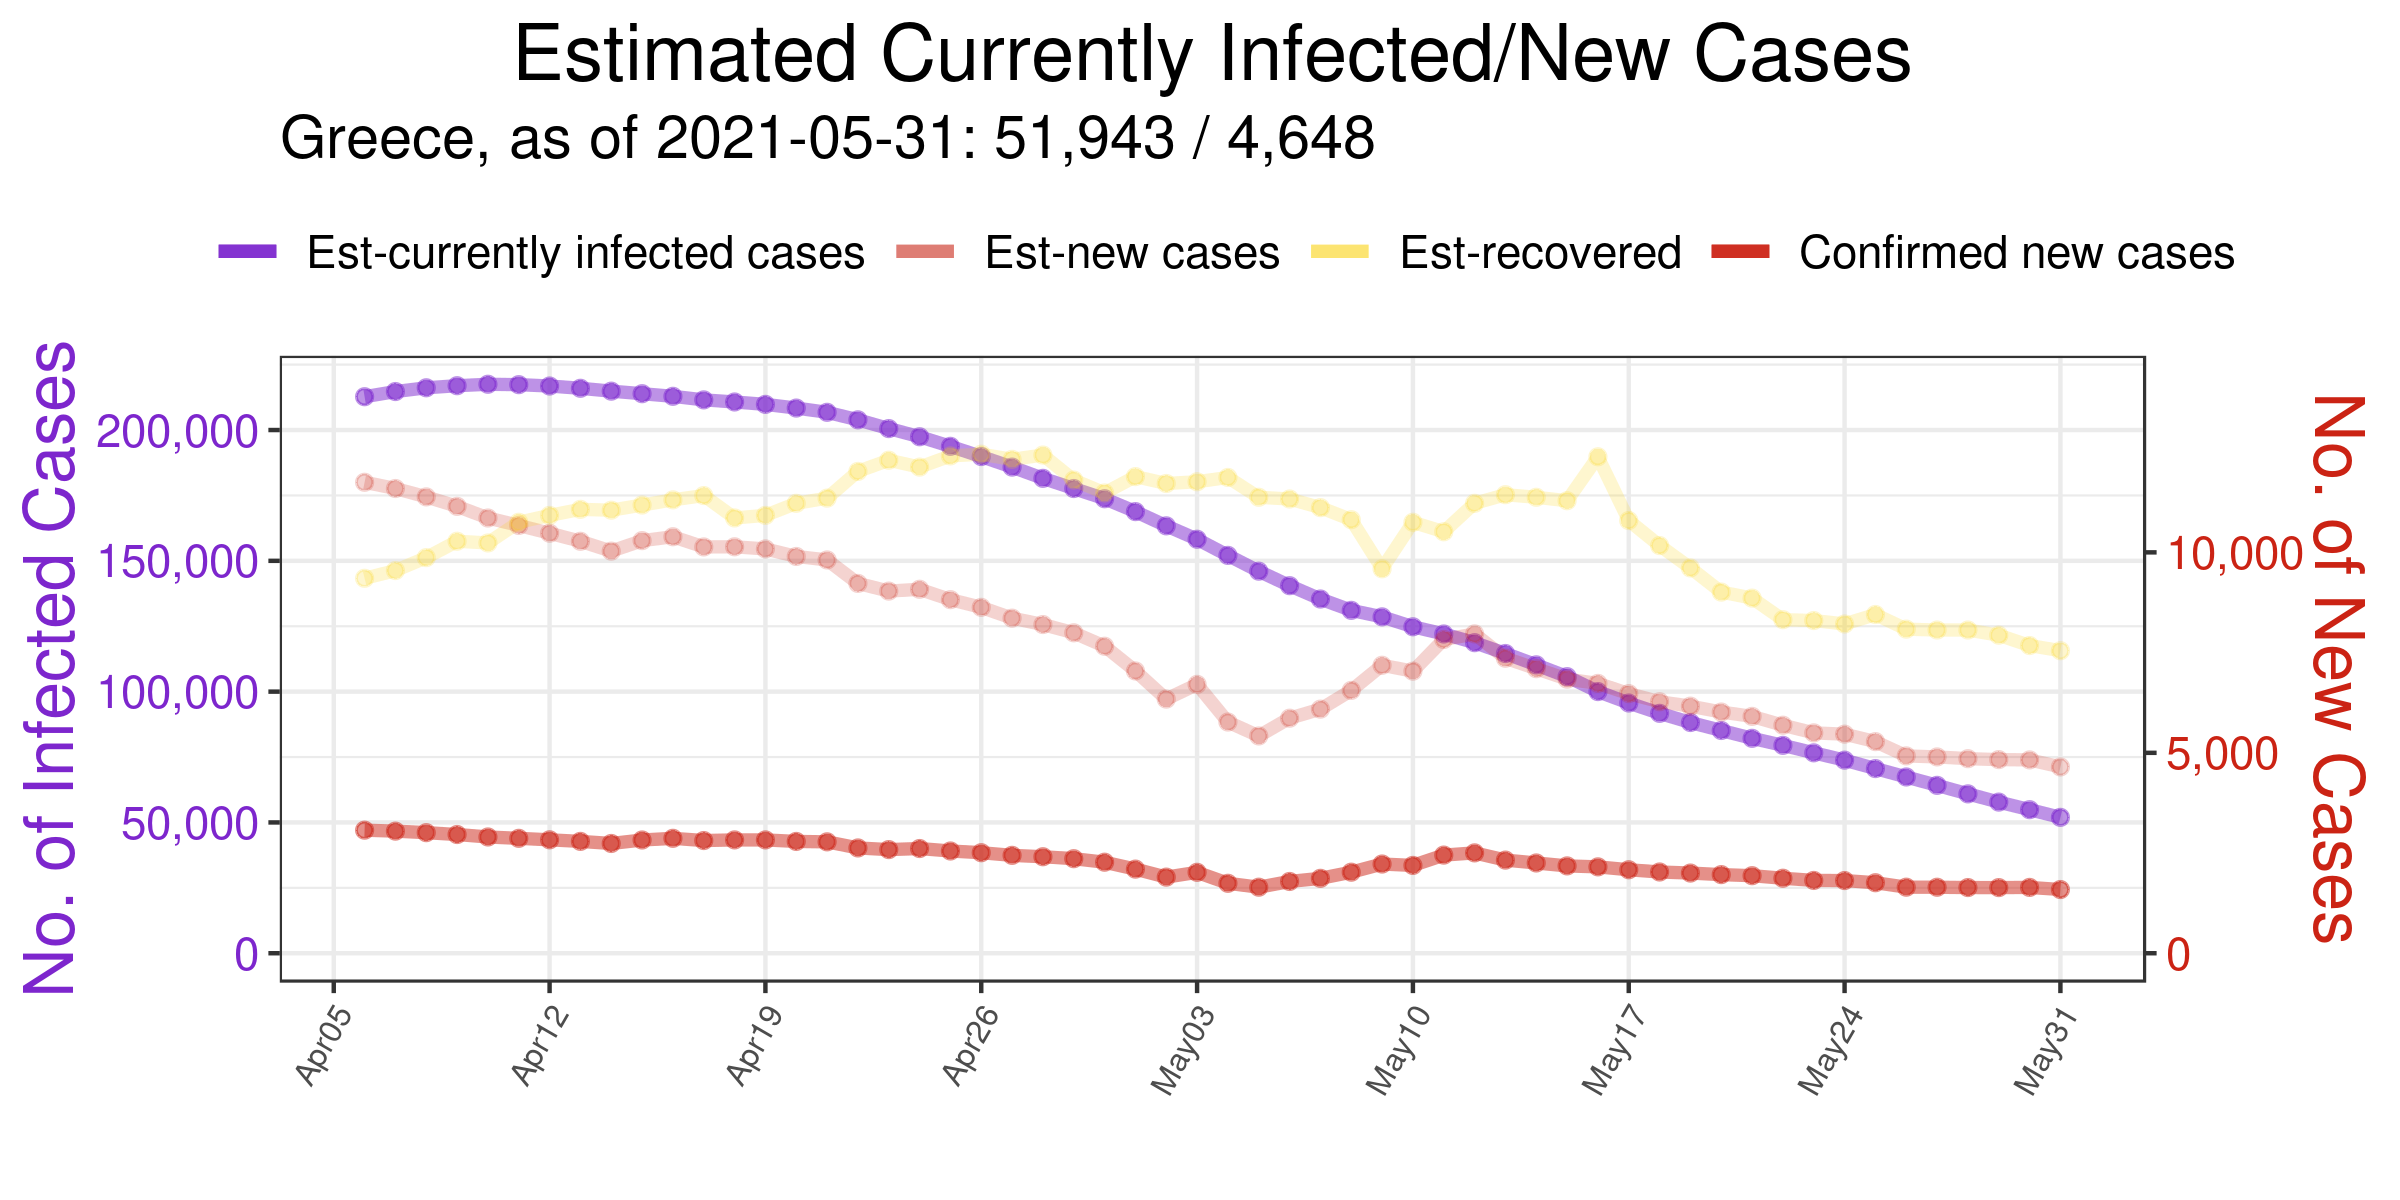 Estimated Currently Infected/New Cases
Greece, as of 2021-05-31: 51,943 / 4,648
Est-currently infected cases Est-new cases Est-recovered Confirmed new cases
No. of Infected Cases
200,000
150,000
100,000
50,000
0
10,000
5,000
0
No. of New Cases
Apr05 Apr12 Apr19 Apr26 May03 May10 May17 May24 May31